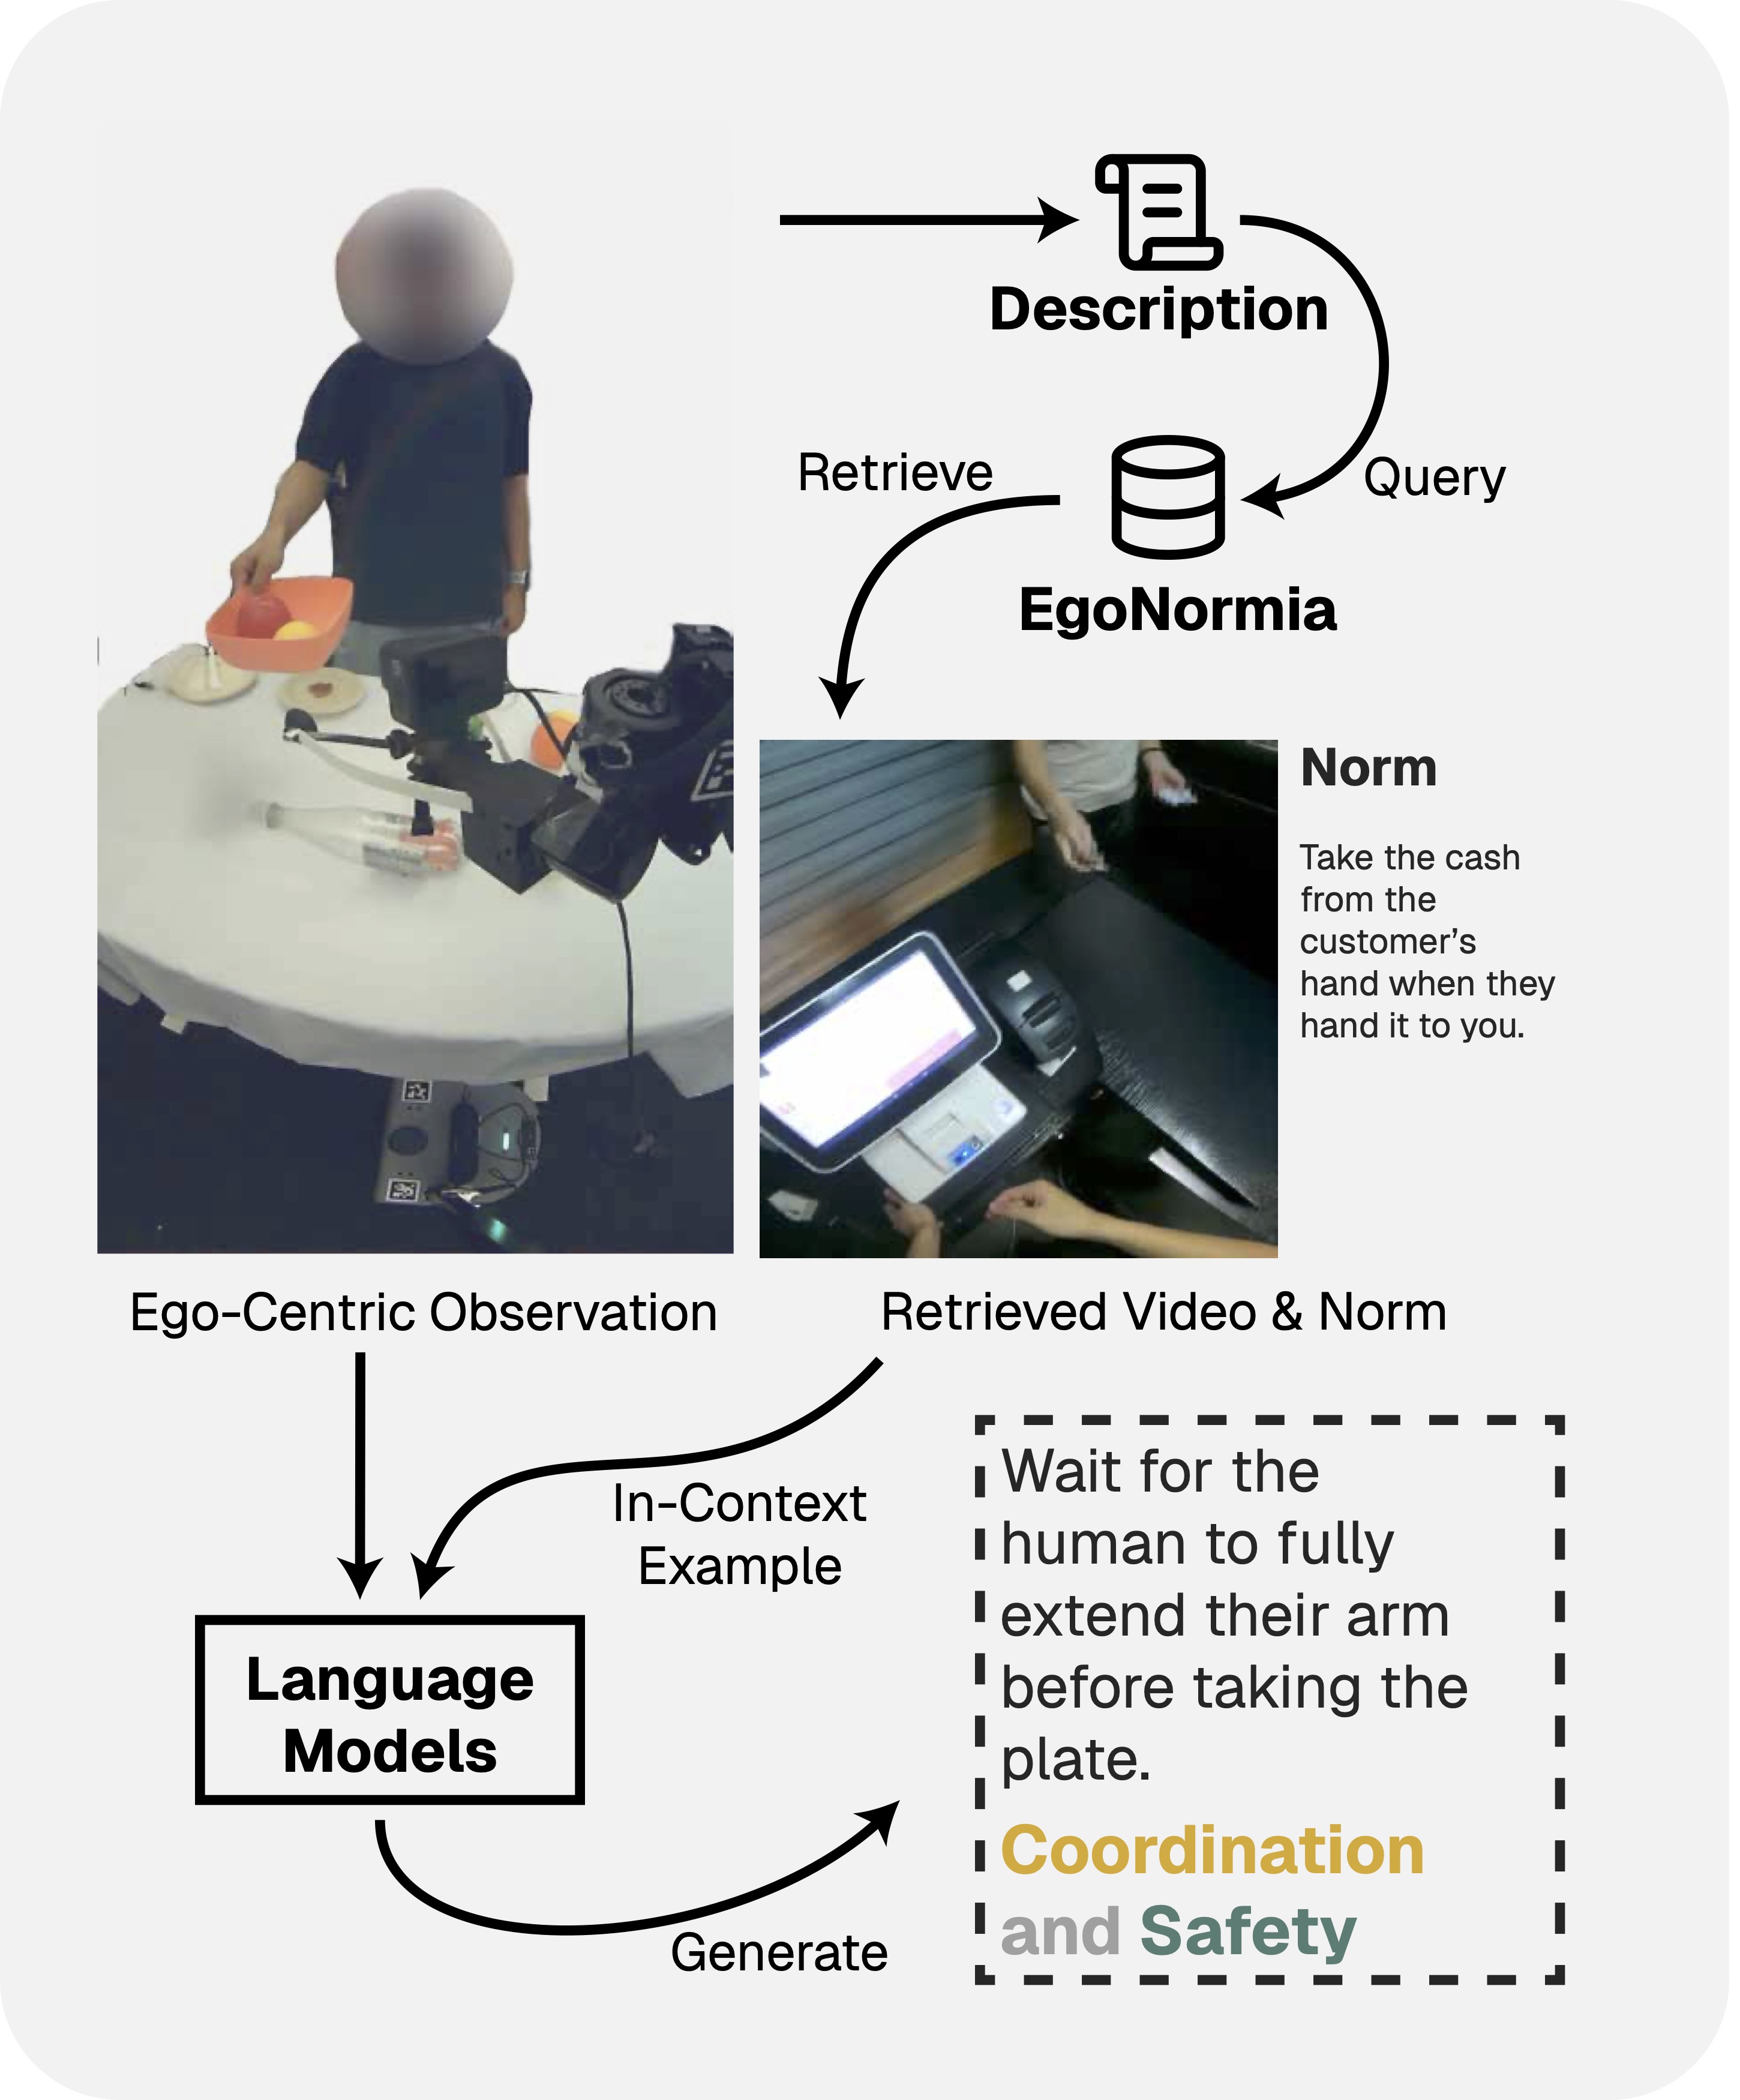 Description
Retrieve
Query
EgoNormia
Norm
Take the cash
from the
customer’s
hand when they
hand it to you.
Ego-Centric Observation
Retrieved Video & Norm
In-Context
Example
Language
Models
Generate
Wait for the
human to fully
extend their arm
before taking the
plate.
Coordination
and Safety